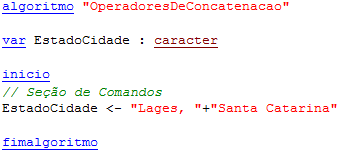 algoritmo "OperadoresDeConcatenacao"
var EstadoCidade : caracter
inicio
// Seção de Comandos
EstadoCidade <- "Lages, "+"Santa Catarina"
fimalgoritmo